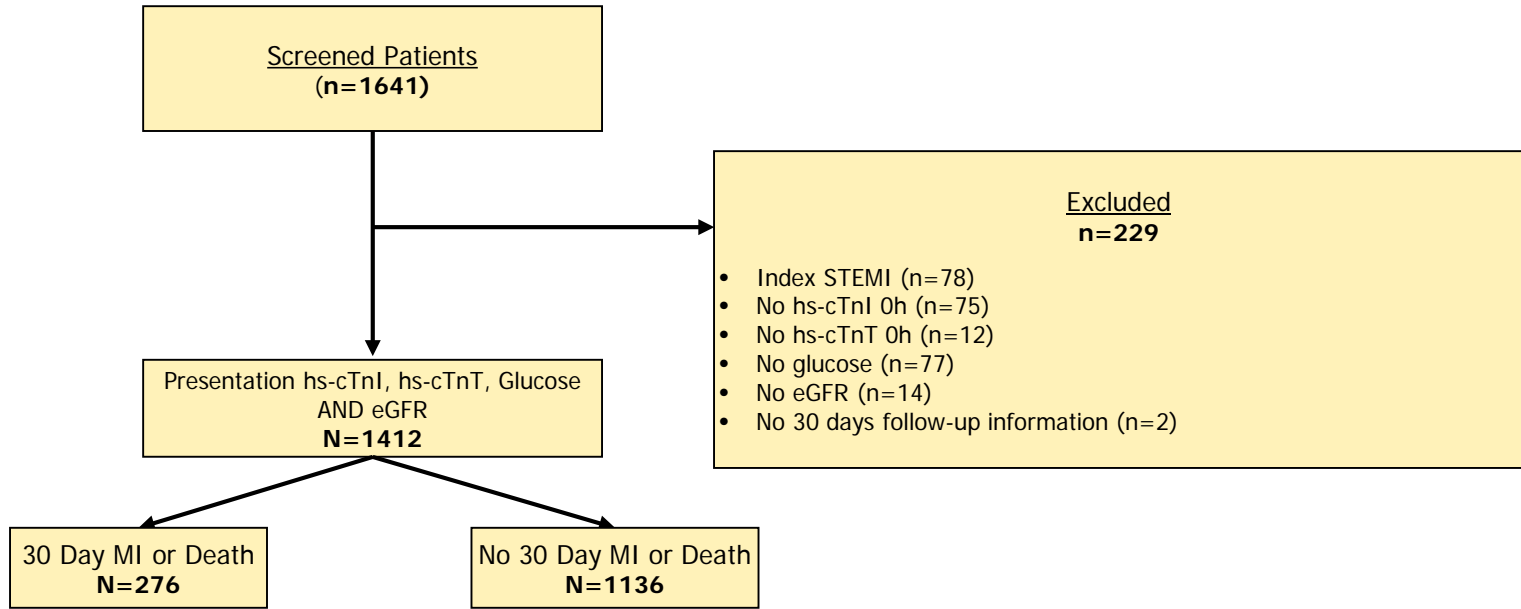 Screened Patients
(n=1641)
Excluded
n=229
• Index STEMI (n=78)
• No hs-cTnI 0h (n=75)
• No hs-cTnT 0h (n=12)
• No glucose (n=77)
• No eGFR (n=14)
• No 30 days follow-up information (n=2)
Presentation hs-cTnI, hs-cTnT, Glucose
AND eGFR
N=1412
30 Day MI or Death
N=276
No 30 Day MI or Death
N=1136